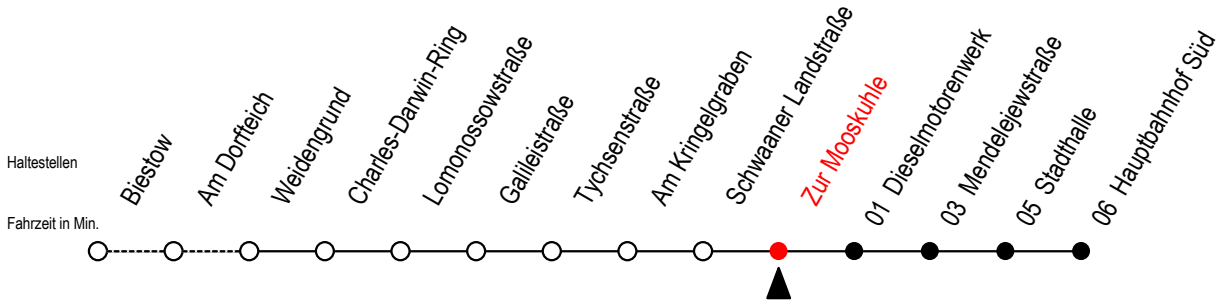 Haltestellen
Biestow
Am Dorfteich
Weidengrund
Charles-Darwin-Ring
Lomonossowstraße
Galileistraße
Tychsenstraße
Am Kringelgraben
Schwaaner Landstraße
Zur Mooskuhle
01 Dieselmotorenwerk
03 Mendelejewstraße
05 Stadthalle
06 Hauptbahnhof Süd
Fahrzeit in Min.